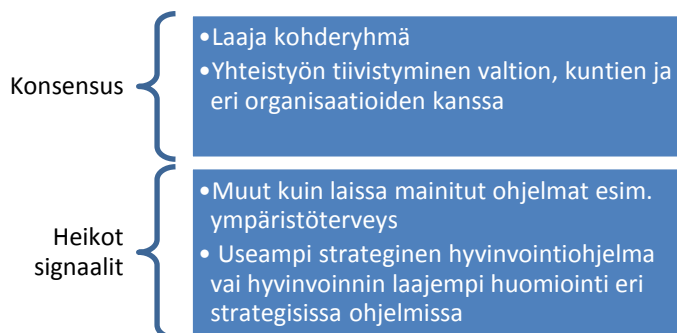 Konsensus
•Laaja kohderyhmä
•Yhteistyön tiivistyminen valtion, kuntien ja
eri organisaatioiden kanssa
Heikot
signaalit
•Muut kuin laissa mainitut ohjelmat esim.
ympäristöterveys
• Useampi strateginen hyvinvointiohjelma
vai hyvinvoinnin laajempi huomiointi eri
strategisissa ohjelmissa